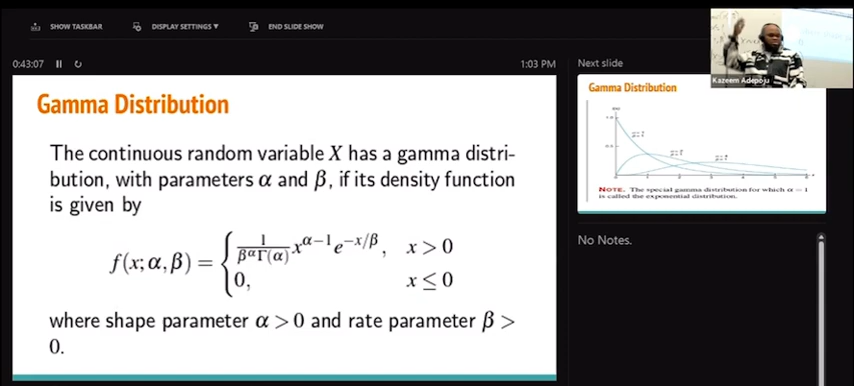 SHOW TASKBAR DISPLAY SETTINGS ▼ END SLIDE SHOW
0:43:07 1:03 PM
Gamma Distribution
The continuous random variable X has a gamma distri-
bution, with parameters α and β, if its density function
is given by
f(x; α, β) = { 1/(β^α Γ(α)) x^(α−1) e^(−x/β), x > 0
0, x ≤ 0
where shape parameter α > 0 and rate parameter β >
0.
Next slide
Kazeem Adepoju
Gamma Distribution
NOTE. The special gamma distribution for which α = 1
is called the exponential distribution.
No Notes.